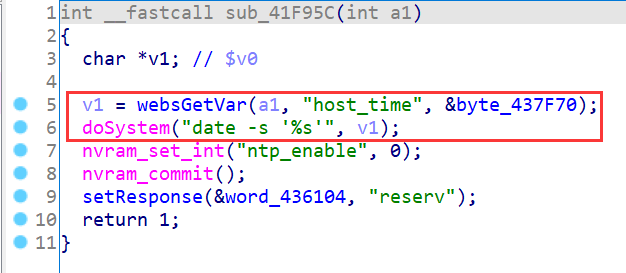 1 int __fastcall sub_41F95C(int a1)
2 {
3 char *v1; // $v0
4
5 v1 = websGetVar(a1, "host_time", &byte_437F70);
6 doSystem("date -s '%s'", v1);
7 nvram_set_int("ntp_enable", 0);
8 nvram_commit();
9 setResponse(&word_436104, "reserv");
10 return 1;
11 }